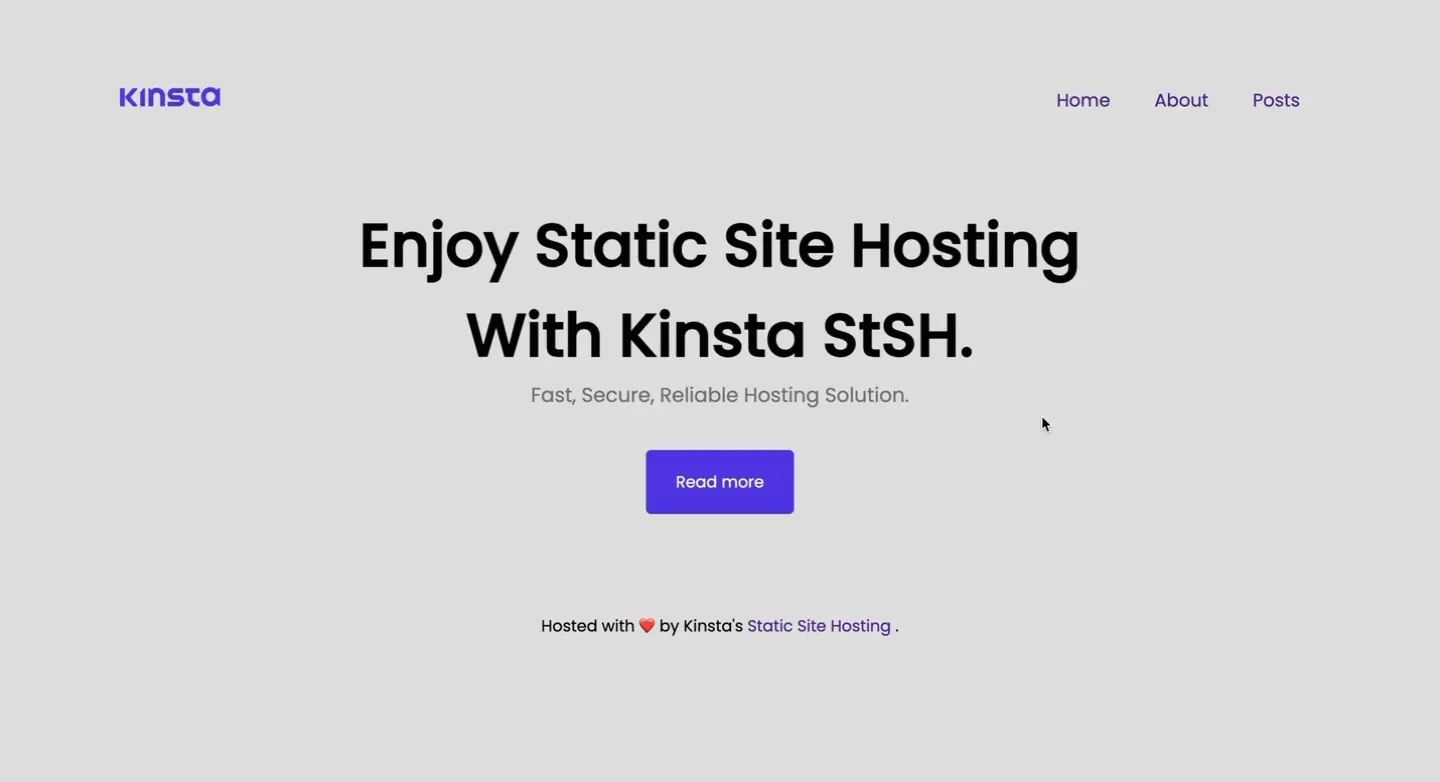 Kinsta
Home About Posts
Enjoy Static Site Hosting
With Kinsta StSH.
Fast, Secure, Reliable Hosting Solution.
Read more
Hosted with ❤️ by Kinsta's Static Site Hosting .